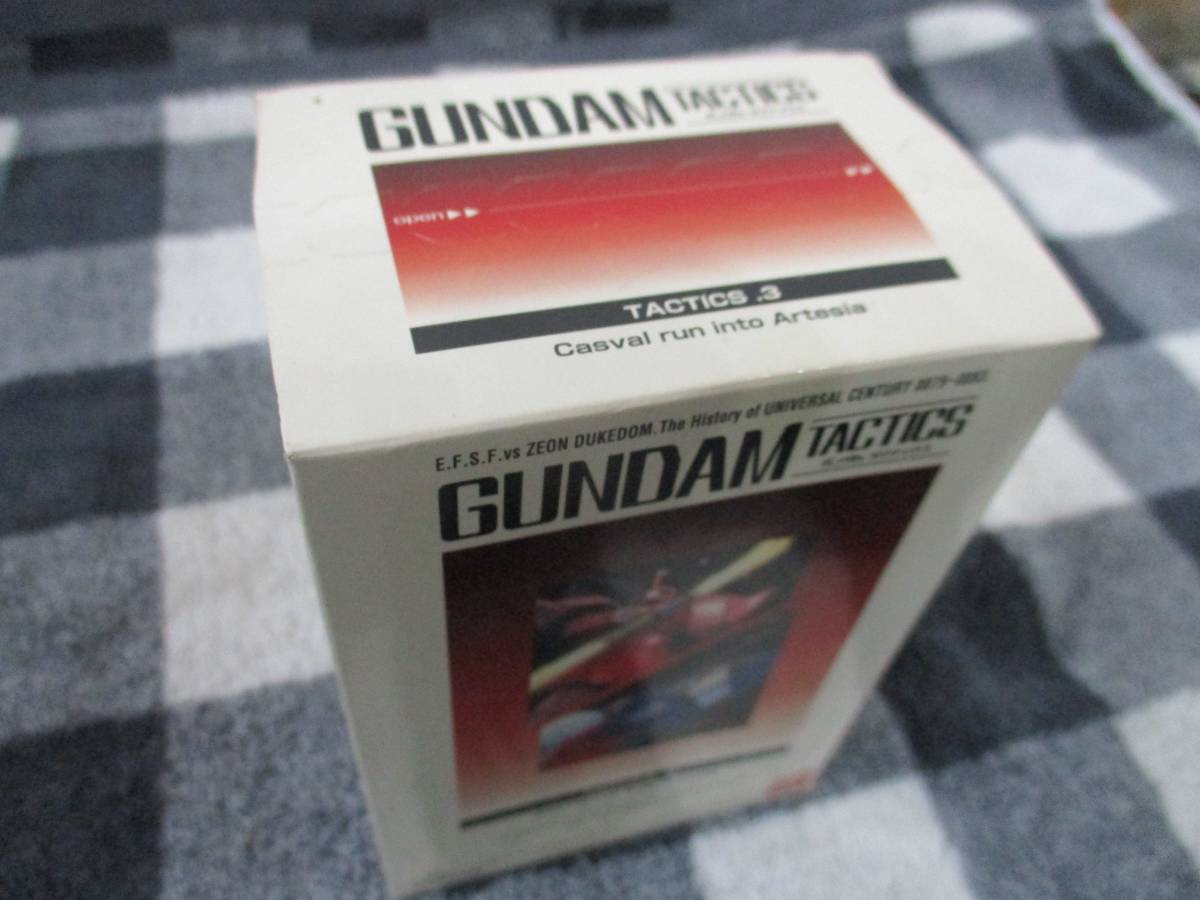 GUNDAM TACTICS
open ▶▶
TACTICS .3
Casval run into Artesia
E.F.S.F. vs ZEON DUKEDOM. The History of UNIVERSAL CENTURY 0079~0083
GUNDAM TACTICS